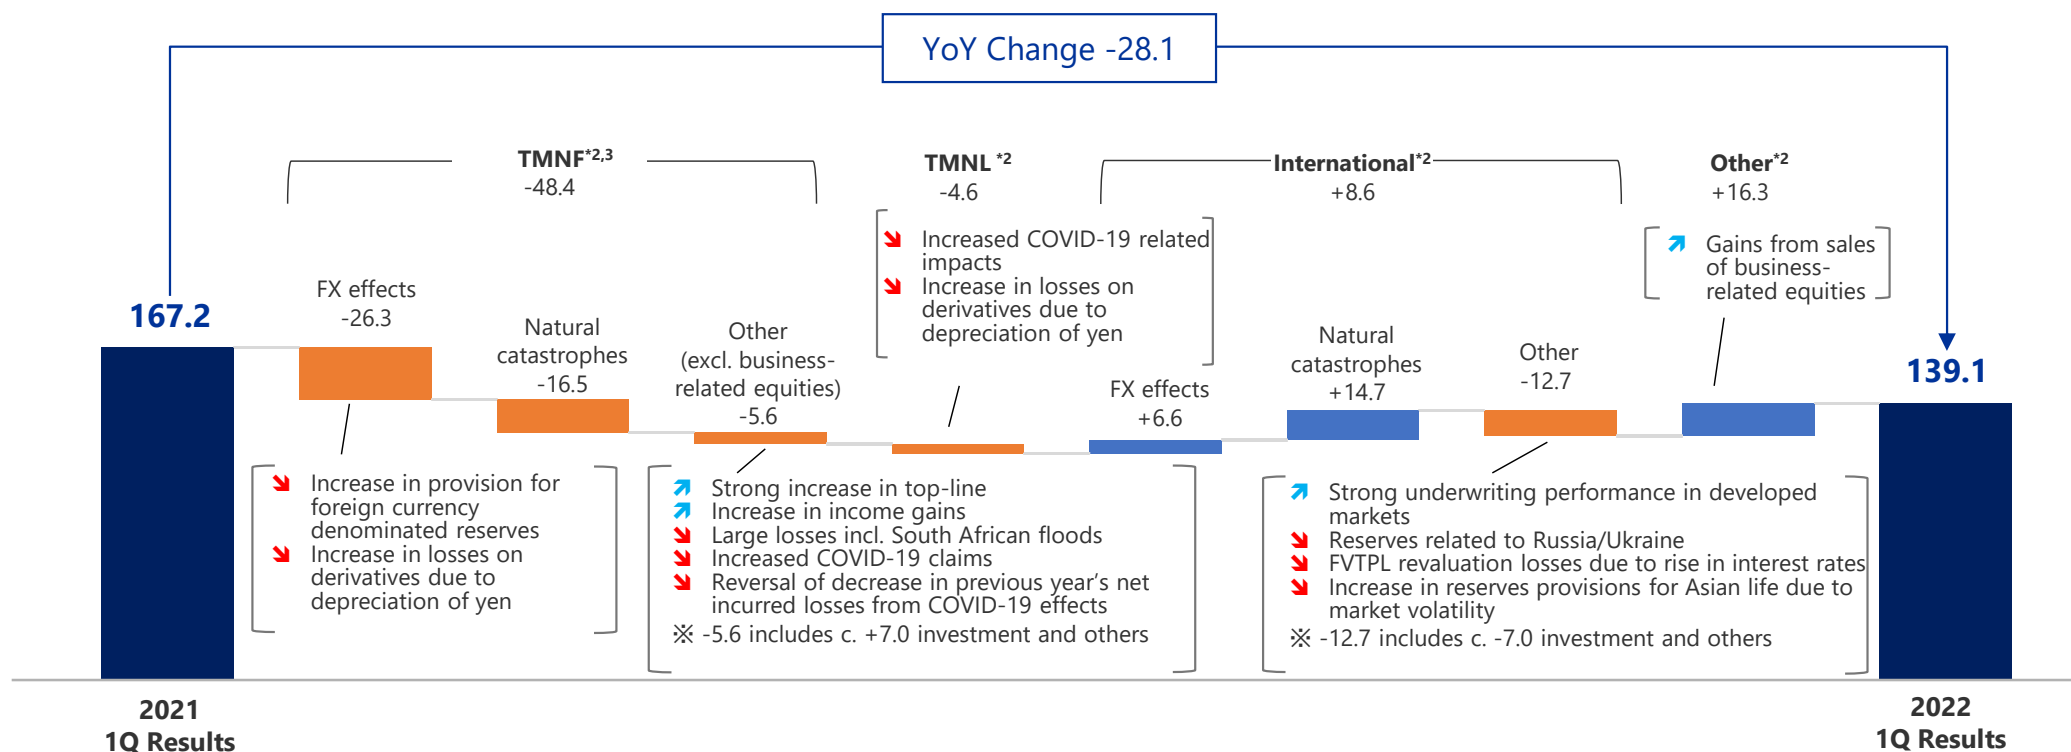 YoY Change -28.1
TMNF*2,3
-48.4
TMNL *2
-4.6
International*2
+8.6
Other*2
+16.3
167.2
FX effects
-26.3
Natural
catastrophes
-16.5
Other
(excl. business-
related equities)
-5.6
Increased COVID-19 related
impacts
Increase in losses on
derivatives due to
depreciation of yen
FX effects
+6.6
Natural
catastrophes
+14.7
Other
-12.7
Gains from sales
of business-
related equities
139.1
Increase in provision for
foreign currency
denominated reserves
Increase in losses on
derivatives due to
depreciation of yen
Strong increase in top-line
Increase in income gains
Large losses incl. South African floods
Increased COVID-19 claims
Reversal of decrease in previous year’s net
incurred losses from COVID-19 effects
※ -5.6 includes c. +7.0 investment and others
Strong underwriting performance in developed
markets
Reserves related to Russia/Ukraine
FVTPL revaluation losses due to rise in interest rates
Increase in reserves provisions for Asian life due to
market volatility
※ -12.7 includes c. -7.0 investment and others
2021
1Q Results
2022
1Q Results